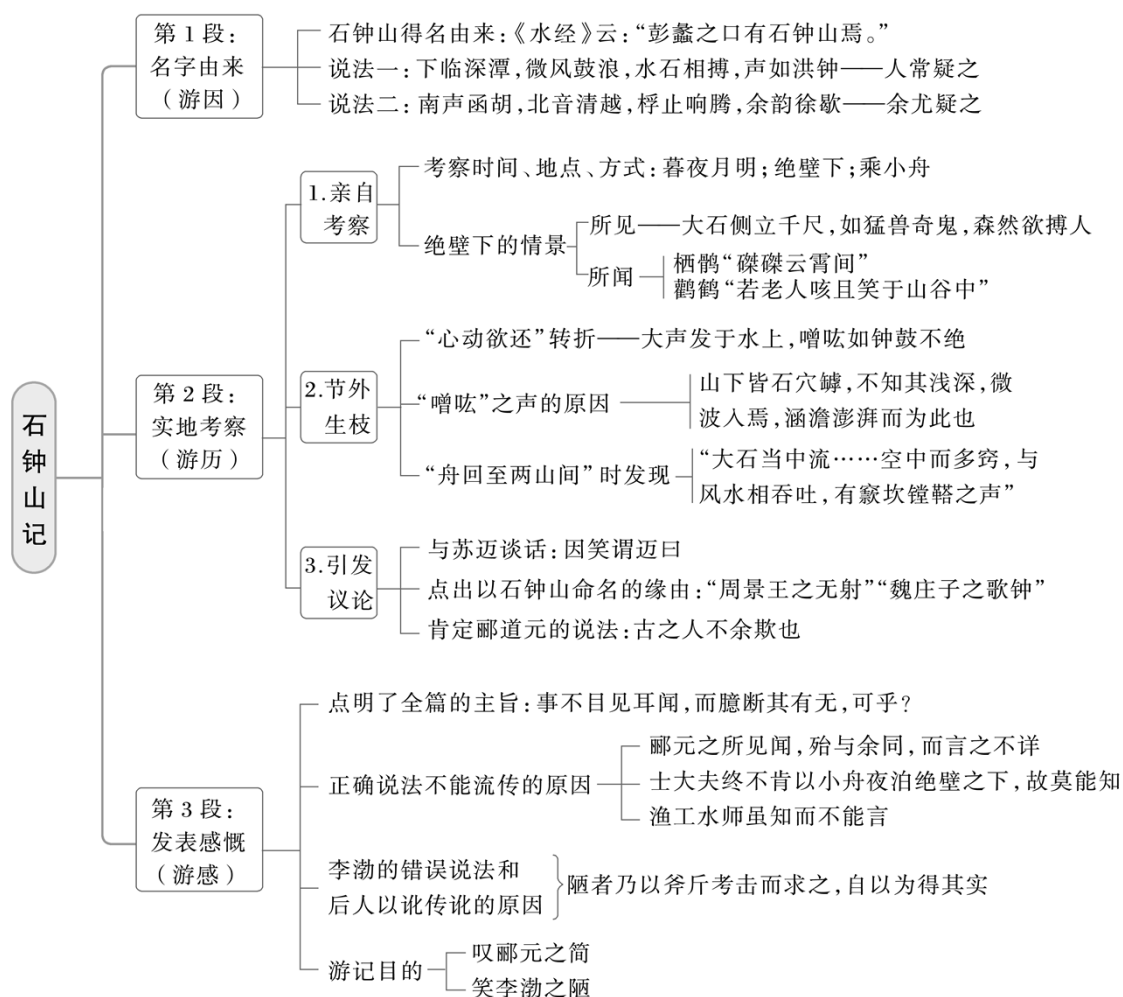 石钟山记
第1段：
名字由来
（游因）
石钟山得名由来：《水经》云：“彭蠡之口有石钟山焉。”
说法一：下临深潭，微风鼓浪，水石相搏，声如洪钟——人常疑之
说法二：南声函胡，北音清越，桴止响腾，余韵徐歇——余尤疑之
第2段：
实地考察
（游历）
1.亲自
考察
考察时间、地点、方式：暮夜月明；绝壁下；乘小舟
绝壁下的情景
所见——大石侧立千尺，如猛兽奇鬼，森然欲搏人
所闻
栖鹘“磔磔云霄间”
鹳鹤“若老人咳且笑于山谷中”
2.节外
生枝
“心动欲还”转折——大声发于水上，噌吰如钟鼓不绝
“噌吰”之声的原因
山下皆石穴罅，不知其浅深，微
波入焉，涵澹澎湃而为此也
“舟回至两山间”时发现
“大石当中流……空中而多窍，与
风水相吞吐，有窾坎镗鞳之声”
3.引发
议论
与苏迈谈话：因笑谓迈曰
点出以石钟山命名的缘由：“周景王之无射”“魏庄子之歌钟”
肯定郦道元的说法：古之人不余欺也
第3段：
发表感慨
（游感）
点明了全篇的主旨：事不目见耳闻，而臆断其有无，可乎？
正确说法不能流传的原因
郦元之所见闻，殆与余同，而言之不详
士大夫终不肯以小舟夜泊绝壁之下，故莫能知
渔工水师虽知而不能言
李渤的错误说法和
后人以讹传讹的原因
陋者乃以斧斤考击而求之，自以为得其实
游记目的
叹郦元之简
笑李渤之陋